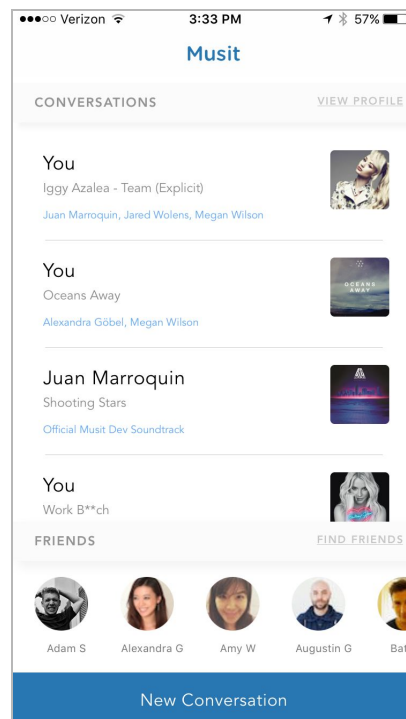 Verizon 3:33 PM 57%
Musit
CONVERSATIONS VIEW PROFILE
You
Iggy Azalea - Team (Explicit)
Juan Marroquin, Jared Wolens, Megan Wilson
You
Oceans Away
OCEANS
AWAY
Alexandra Göbel, Megan Wilson
Juan Marroquin
Shooting Stars
Official Musit Dev Soundtrack
You
Work B**ch
FRIENDS FIND FRIENDS
Adam S Alexandra G Amy W Augustin G Bat
New Conversation